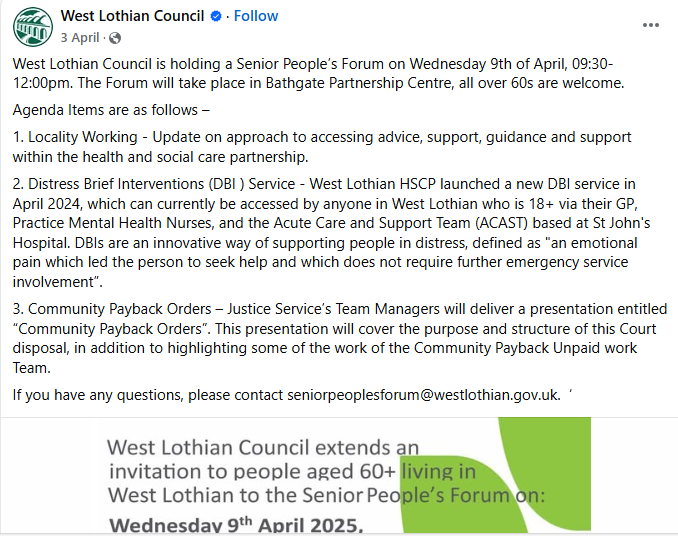 West Lothian Council · Follow
3 April ·
West Lothian Council is holding a Senior People’s Forum on Wednesday 9th of April, 09:30-
12:00pm. The Forum will take place in Bathgate Partnership Centre, all over 60s are welcome.
Agenda Items are as follows –
1. Locality Working - Update on approach to accessing advice, support, guidance and support
within the health and social care partnership.
2. Distress Brief Interventions (DBI ) Service - West Lothian HSCP launched a new DBI service in
April 2024, which can currently be accessed by anyone in West Lothian who is 18+ via their GP,
Practice Mental Health Nurses, and the Acute Care and Support Team (ACAST) based at St John's
Hospital. DBIs are an innovative way of supporting people in distress, defined as "an emotional
pain which led the person to seek help and which does not require further emergency service
involvement”.
3. Community Payback Orders – Justice Service’s Team Managers will deliver a presentation entitled
“Community Payback Orders”. This presentation will cover the purpose and structure of this Court
disposal, in addition to highlighting some of the work of the Community Payback Unpaid work
Team.
If you have any questions, please contact seniorpeoplesforum@westlothian.gov.uk. ‘
West Lothian Council extends an
invitation to people aged 60+ living in
West Lothian to the Senior People’s Forum on:
Wednesday 9th April 2025,